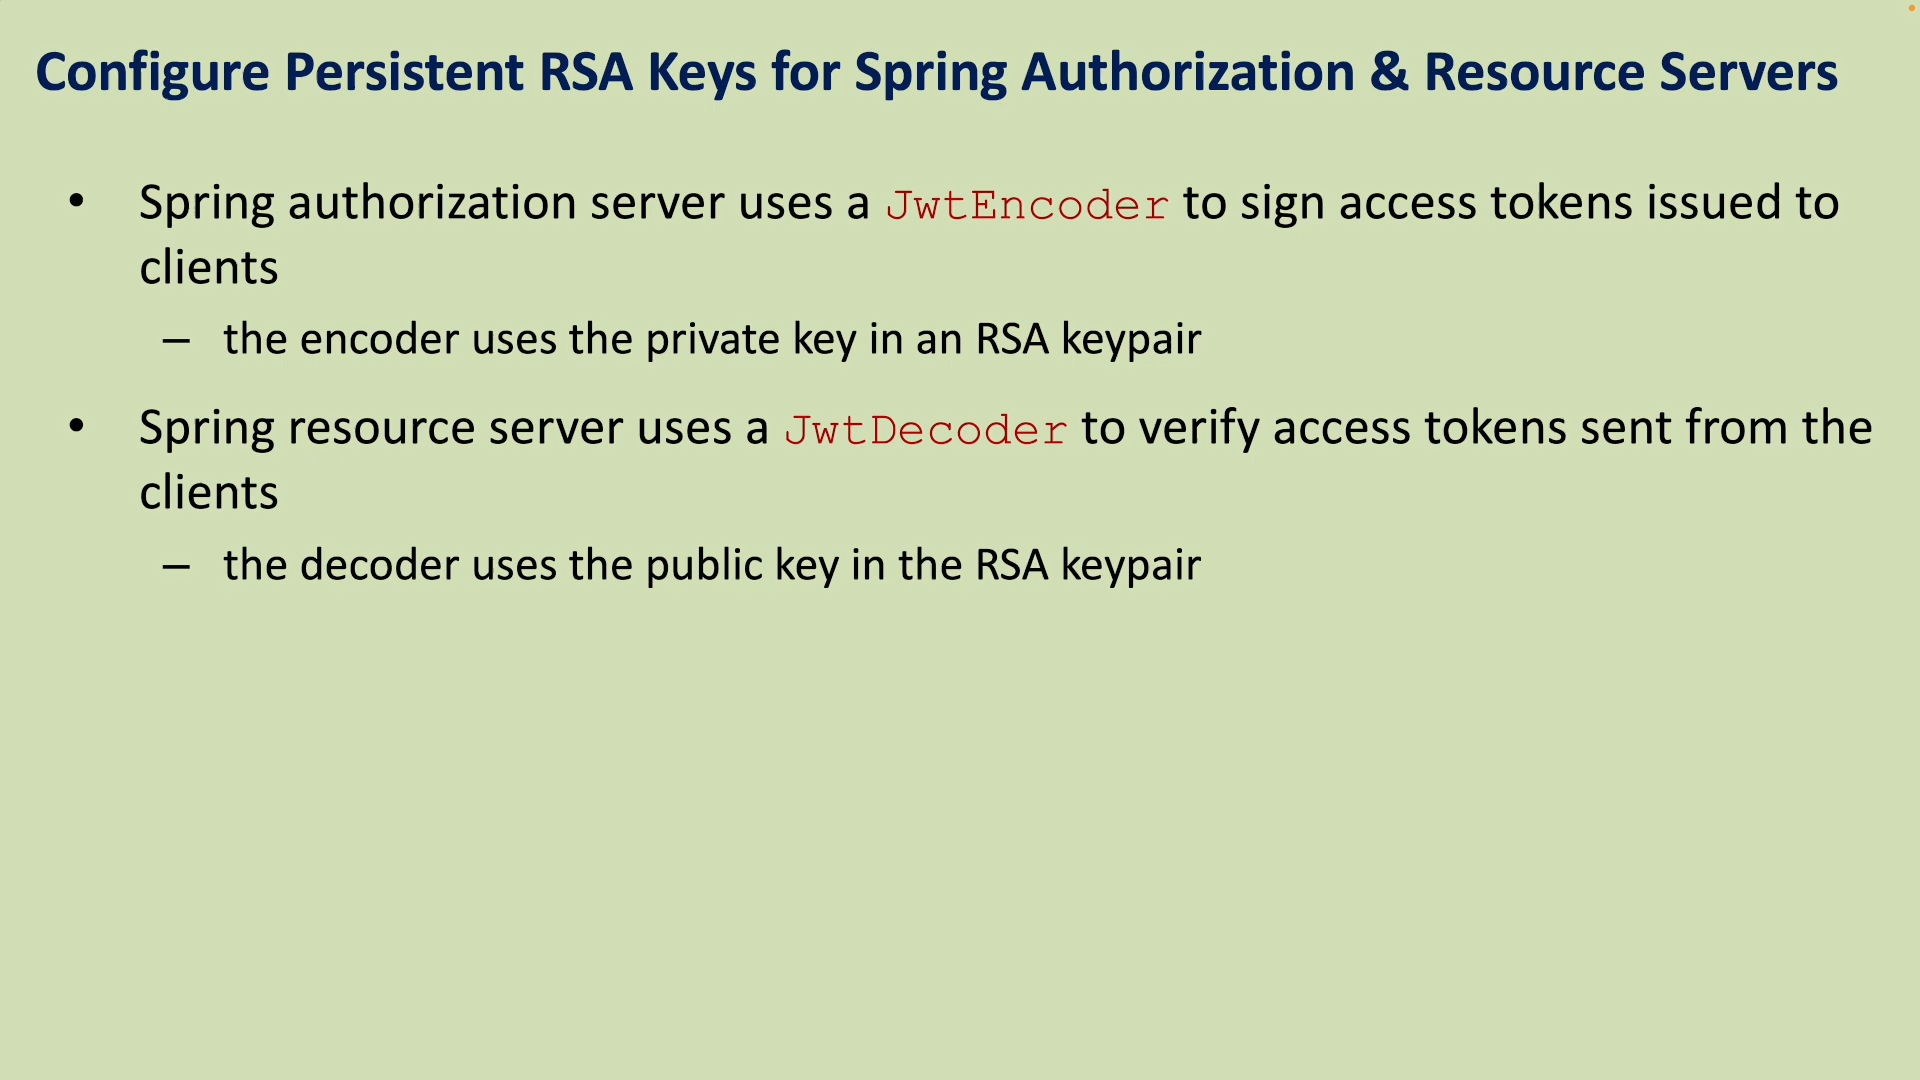 Configure Persistent RSA Keys for Spring Authorization & Resource Servers
• Spring authorization server uses a JwtEncoder to sign access tokens issued to
clients
– the encoder uses the private key in an RSA keypair
• Spring resource server uses a JwtDecoder to verify access tokens sent from the
clients
– the decoder uses the public key in the RSA keypair